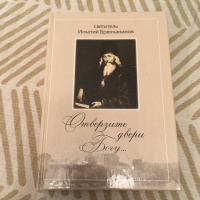 святитель
Игнатий Брянчанинов
Отверзите
двери
Богу...